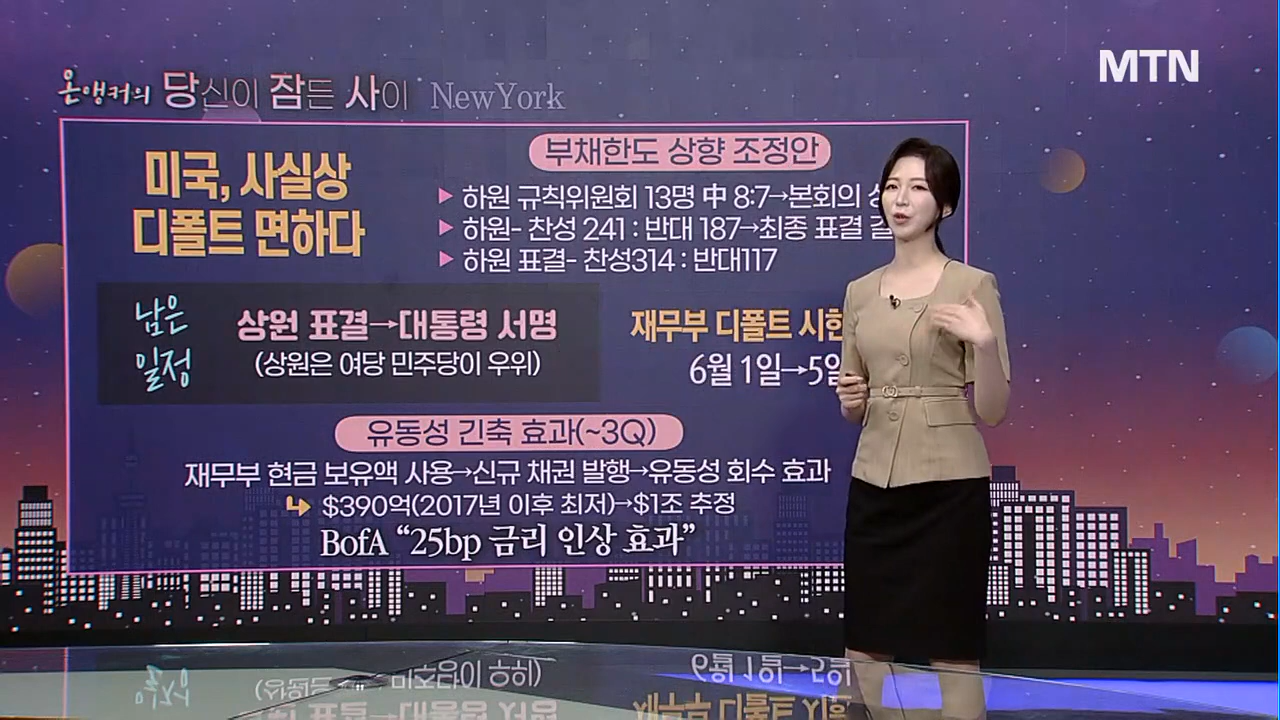 MTN
온앵커의 당신이 잠든 사이 New York
미국, 사실상
디폴트 면하다
부채한도 상향 조정안
▶ 하원 규칙위원회 13명 中 8:7→본회의
▶ 하원- 찬성 241 : 반대 187→최종 표결
▶ 하원 표결- 찬성314 : 반대117
남은
일정
상원 표결→대통령 서명
(상원은 여당 민주당이 우위)
재무부 디폴트 시한
6월 1일→5일
유동성 긴축 효과(~3Q)
재무부 현금 보유액 사용→신규 채권 발행→유동성 회수 효과
↳ $390억(2017년 이후 최저)→$1조 추정
BofA “25bp 금리 인상 효과”